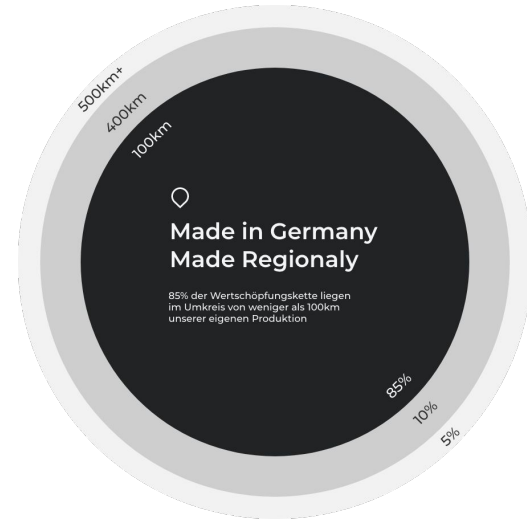 500km+
400km
100km
Made in Germany
Made Regionaly
85% der Wertschöpfungskette liegen
im Umkreis von weniger als 100km
unserer eigenen Produktion
85%
10%
5%